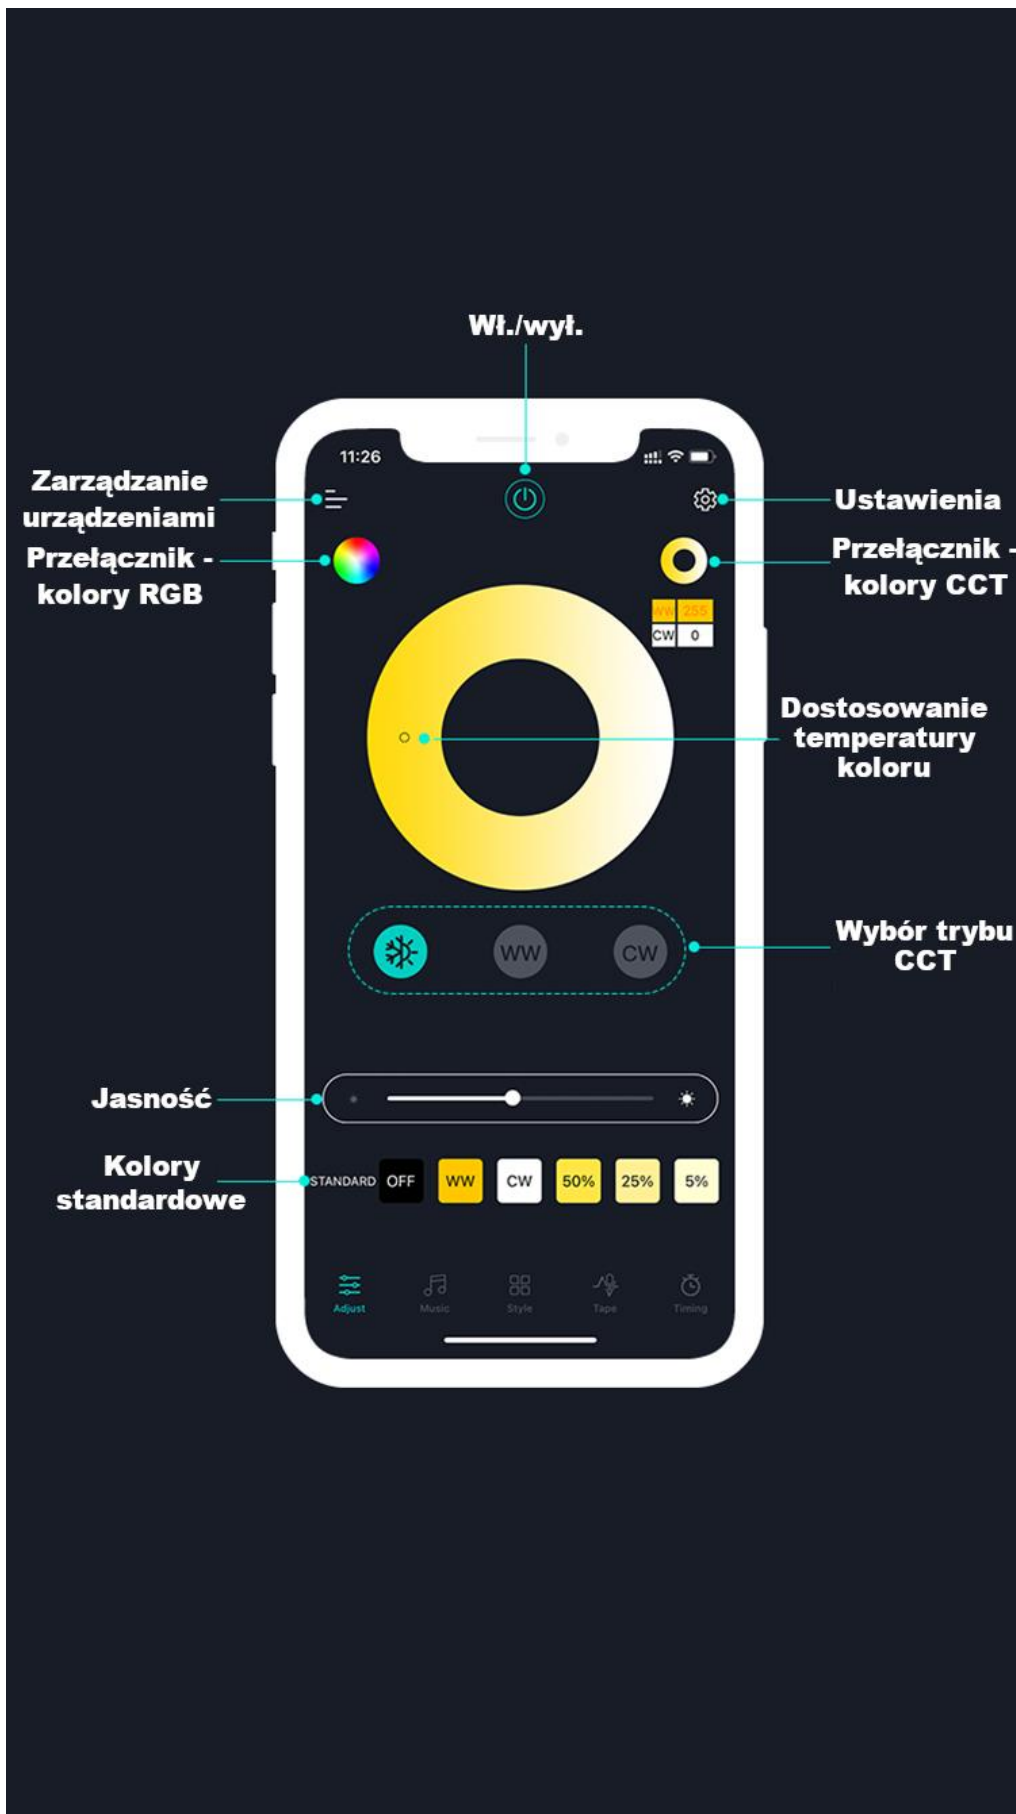 Wł./wył.
11:26
Zarządzanie
urządzeniami
Ustawienia
Przełącznik -
kolory RGB
Przełącznik -
kolory CCT
WW 255
CW 0
Dostosowanie
temperatury
koloru
WW CW
Wybór trybu
CCT
Jasność
Kolory
standardowe
STANDARD OFF WW CW 50% 25% 5%
Adjust Music Style Tape Timing